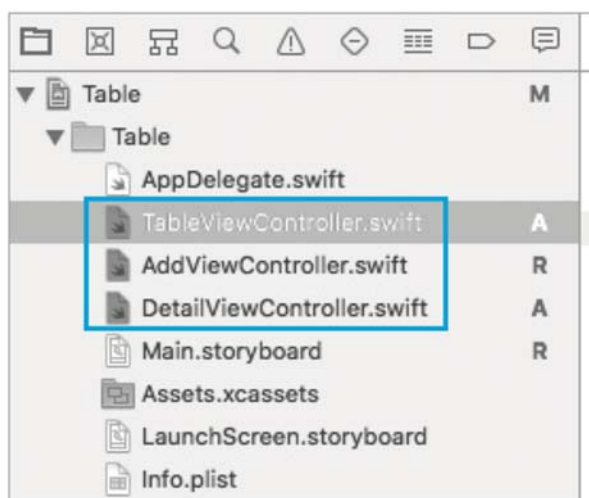 Table M
Table
AppDelegate.swift
TableViewController.swift A
AddViewController.swift R
DetailViewController.swift A
Main.storyboard R
Assets.xcassets
LaunchScreen.storyboard
Info.plist